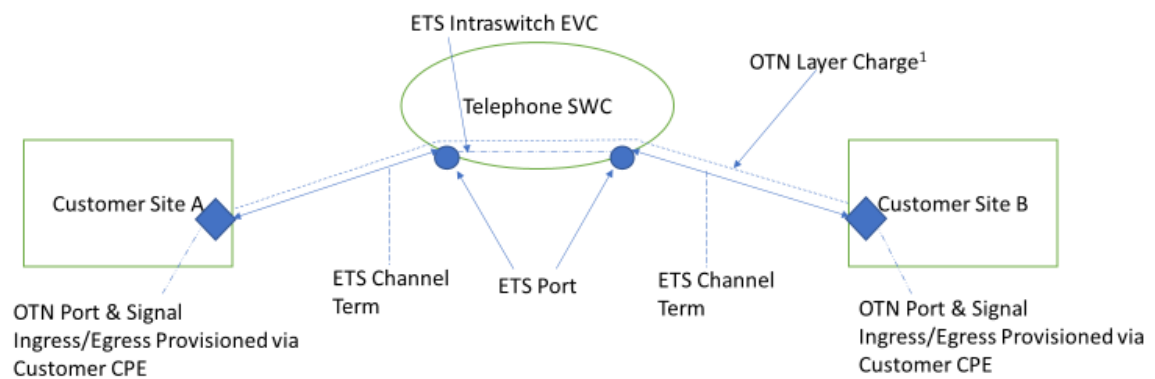 ETS Intraswitch EVC
OTN Layer Charge¹
Telephone SWC
Customer Site A
Customer Site B
ETS Channel
Term
ETS Port
ETS Channel
Term
OTN Port & Signal
Ingress/Egress Provisioned via
Customer CPE
OTN Port & Signal
Ingress/Egress Provisioned via
Customer CPE